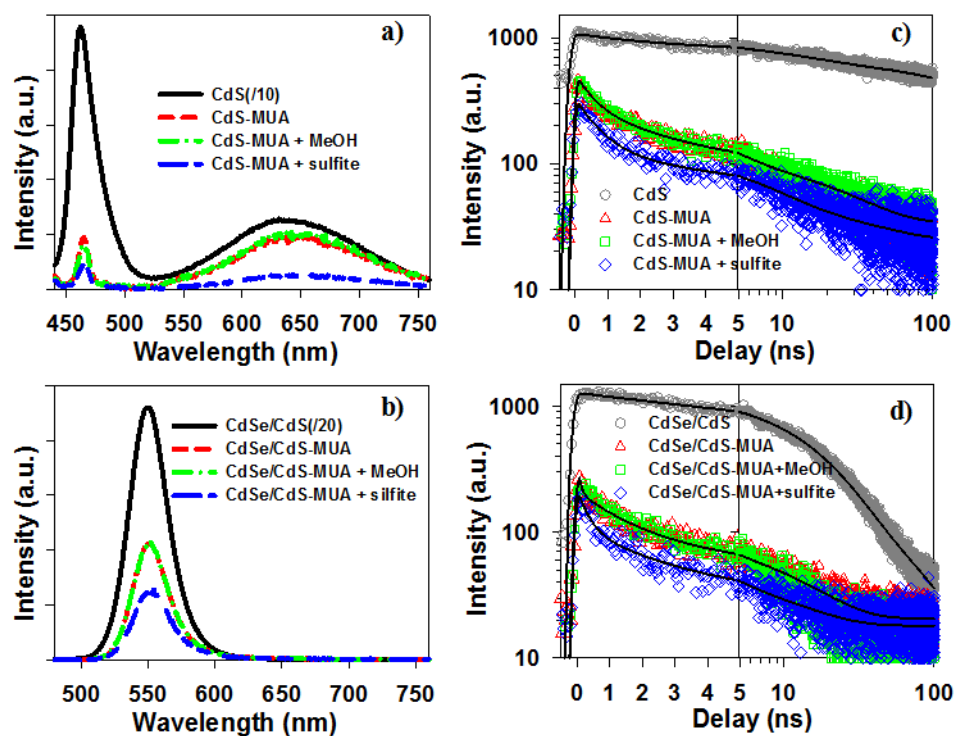 a)
Intensity (a.u.)
CdS(/10)
CdS-MUA
CdS-MUA + MeOH
CdS-MUA + sulfite
450 500 550 600 650 700 750
Wavelength (nm)
c)
Intensity (a.u.)
1000
100
10
CdS
CdS-MUA
CdS-MUA + MeOH
CdS-MUA + sulfite
0 1 2 3 4 5 10 100
Delay (ns)
b)
Intensity (a.u.)
CdSe/CdS(/20)
CdSe/CdS-MUA
CdSe/CdS-MUA + MeOH
CdSe/CdS-MUA + silfite
500 550 600 650 700 750
Wavelength (nm)
d)
Intensity (a.u.)
1000
100
10
CdSe/CdS
CdSe/CdS-MUA
CdSe/CdS-MUA+MeOH
CdSe/CdS-MUA+sulfite
0 1 2 3 4 5 10 100
Delay (ns)